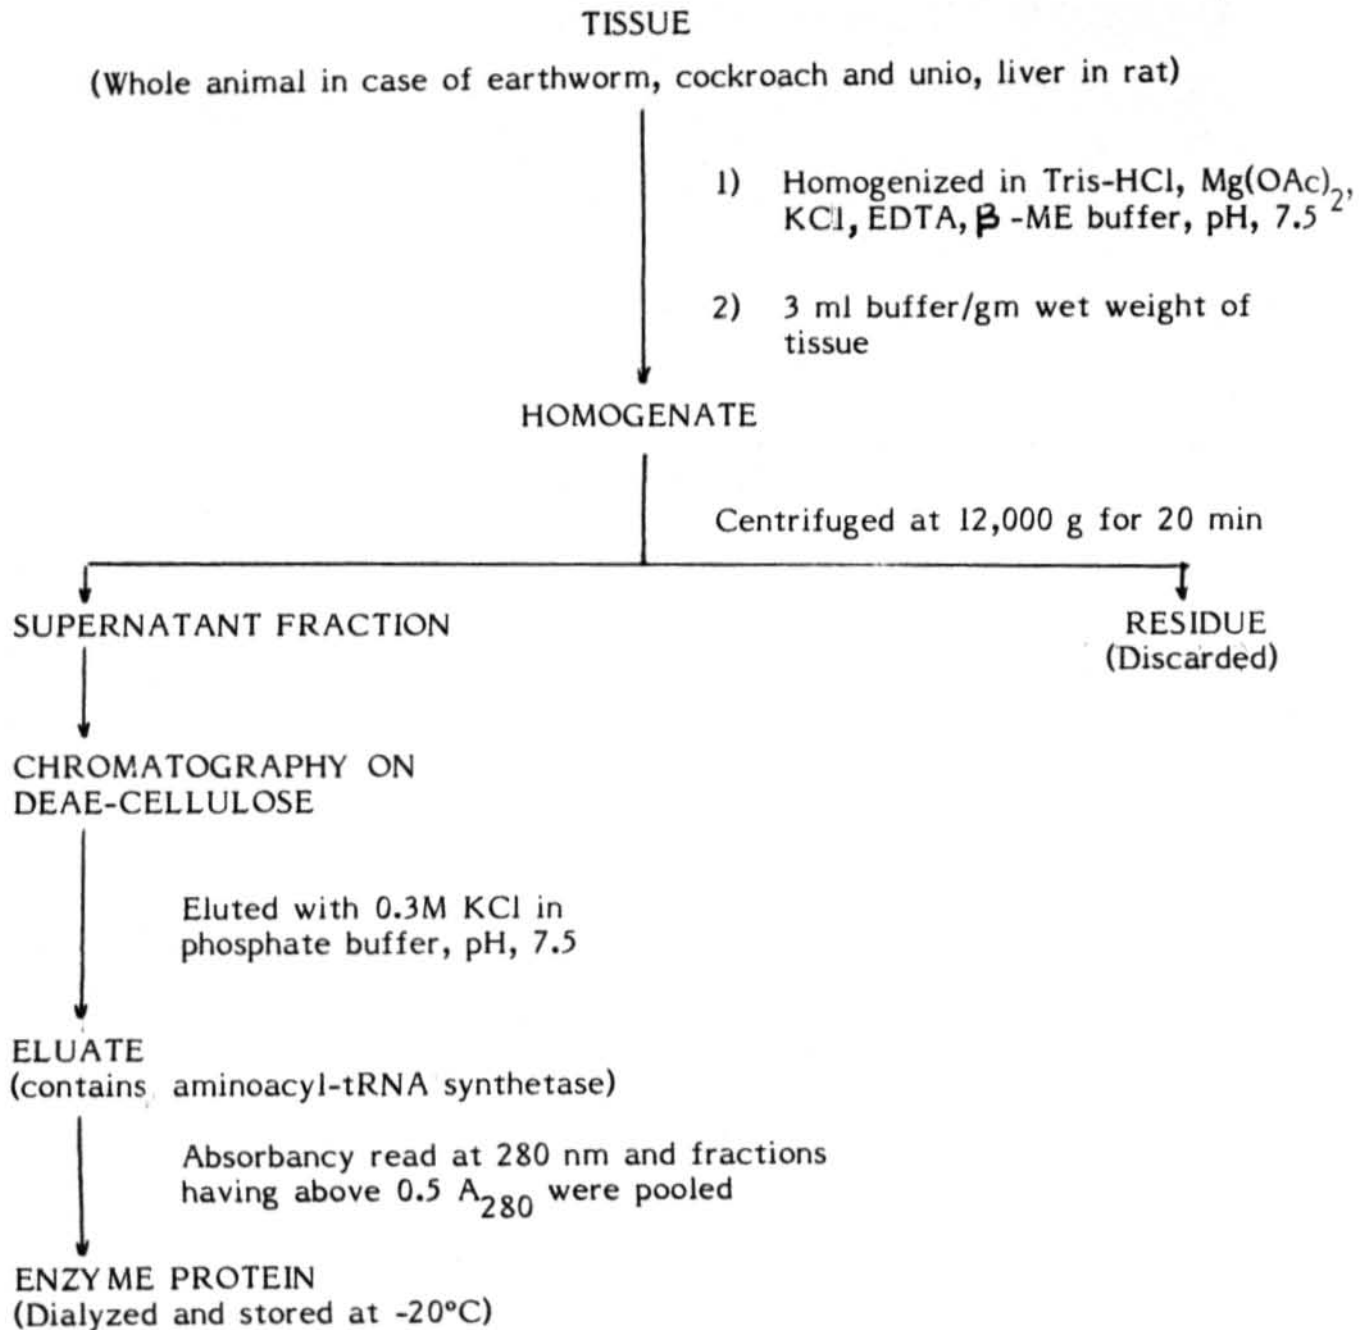 TISSUE
(Whole animal in case of earthworm, cockroach and unio, liver in rat)
1) Homogenized in Tris-HCl, Mg(OAc)2,
KCl, EDTA, β -ME buffer, pH, 7.5
2) 3 ml buffer/gm wet weight of
tissue
HOMOGENATE
Centrifuged at 12,000 g for 20 min
SUPERNATANT FRACTION
RESIDUE
(Discarded)
CHROMATOGRAPHY ON
DEAE-CELLULOSE
Eluted with 0.3M KCl in
phosphate buffer, pH, 7.5
ELUATE
(contains aminoacyl-tRNA synthetase)
Absorbancy read at 280 nm and fractions
having above 0.5 A280 were pooled
ENZYME PROTEIN
(Dialyzed and stored at -20°C)